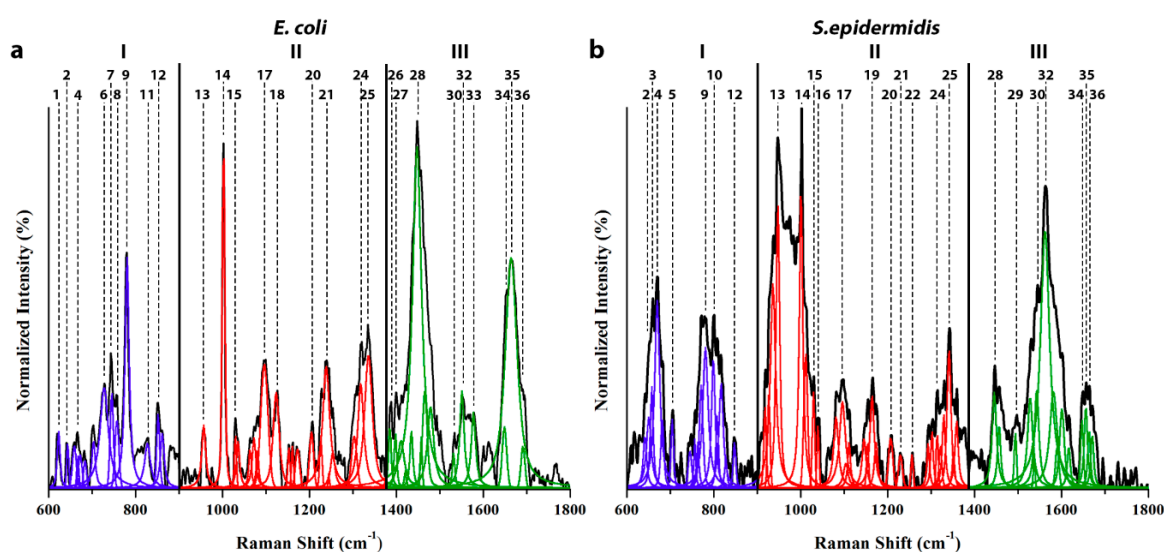 E. coli
a
I II III
2 7 9 12 14 17 20 24 26 28 32 35
1 4 6 8 11 13 15 18 21 25 27 30 33 34 36
Normalized Intensity (%)
600 800 1000 1200 1400 1600 1800
Raman Shift (cm-1)
S.epidermidis
b
I II III
3 10 13 15 19 21 25 28 32 35
2 4 5 9 12 14 16 17 20 22 24 29 30 34 36
Normalized Intensity (%)
600 800 1000 1200 1400 1600 1800
Raman Shift (cm-1)